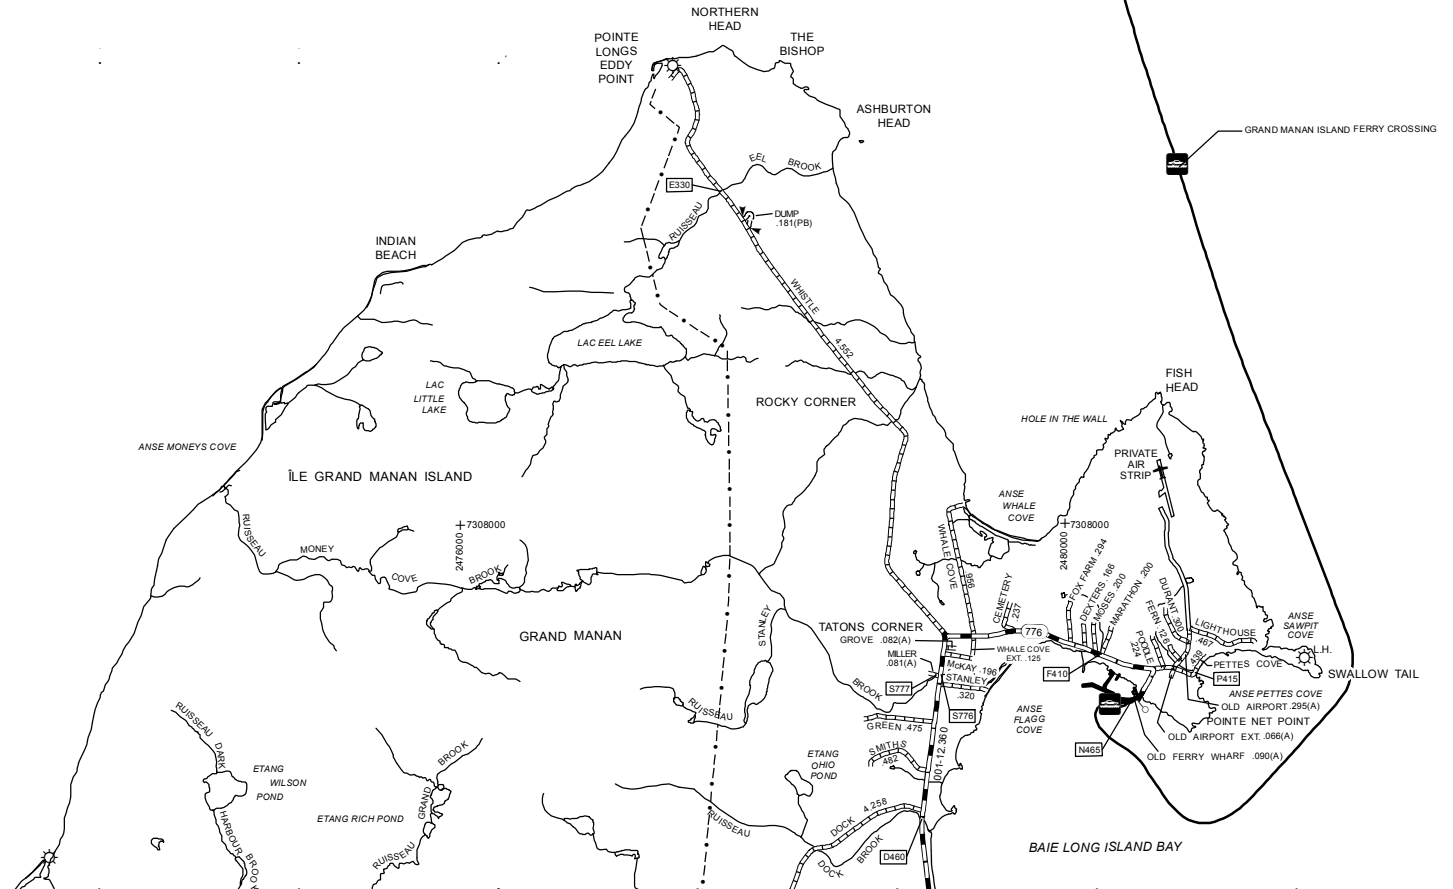 NORTHERN
HEAD
POINTE
LONGS
EDDY
POINT
THE
BISHOP
ASHBURTON
HEAD
GRAND MANAN ISLAND FERRY CROSSING
EEL BROOK
E330
RUISSEAU
DUMP
.181(PB)
INDIAN
BEACH
WHISTLE
4.552
LAC EEL LAKE
LAC
LITTLE
LAKE
ROCKY CORNER
FISH
HEAD
HOLE IN THE WALL
ANSE MONEYS COVE
PRIVATE
AIR
STRIP
ÎLE GRAND MANAN ISLAND
ANSE
WHALE
COVE
7308000
2476000
7308000
2480000
RUISSEAU
MONEY
COVE
BROOK
WHALE COVE
.956
CEMETERY
.237
FOX FARM .294
DEXTERS .166
MOSES .200
MARATHON .200
DURANT .300
FERN .126
POODLE
.224
LIGHTHOUSE
.467
.439
ANSE
SAWPIT
COVE
L.H.
SWALLOW TAIL
GRAND MANAN
STANLEY
TATONS CORNER
GROVE .082(A)
776
WHALE COVE
EXT. .125
MILLER
.081(A)
McKAY .196
STANLEY
.320
F410
PETTES COVE
P415
ANSE PETTES COVE
OLD AIRPORT .295(A)
POINTE NET POINT
OLD AIRPORT EXT. .066(A)
N465
OLD FERRY WHARF .090(A)
BROOK
S777
S776
RUISSEAU
GREEN .475
ANSE
FLAGG
COVE
SMITHS
.482
001-12.360
ETANG
OHIO
POND
RUISSEAU
DARK
HARBOUR
BROOK
ETANG
WILSON
POND
BROOK
GRAND
RUISSEAU
ETANG RICH POND
RUISSEAU
DOCK 4.258
DOCK
BROOK
D460
BAIE LONG ISLAND BAY